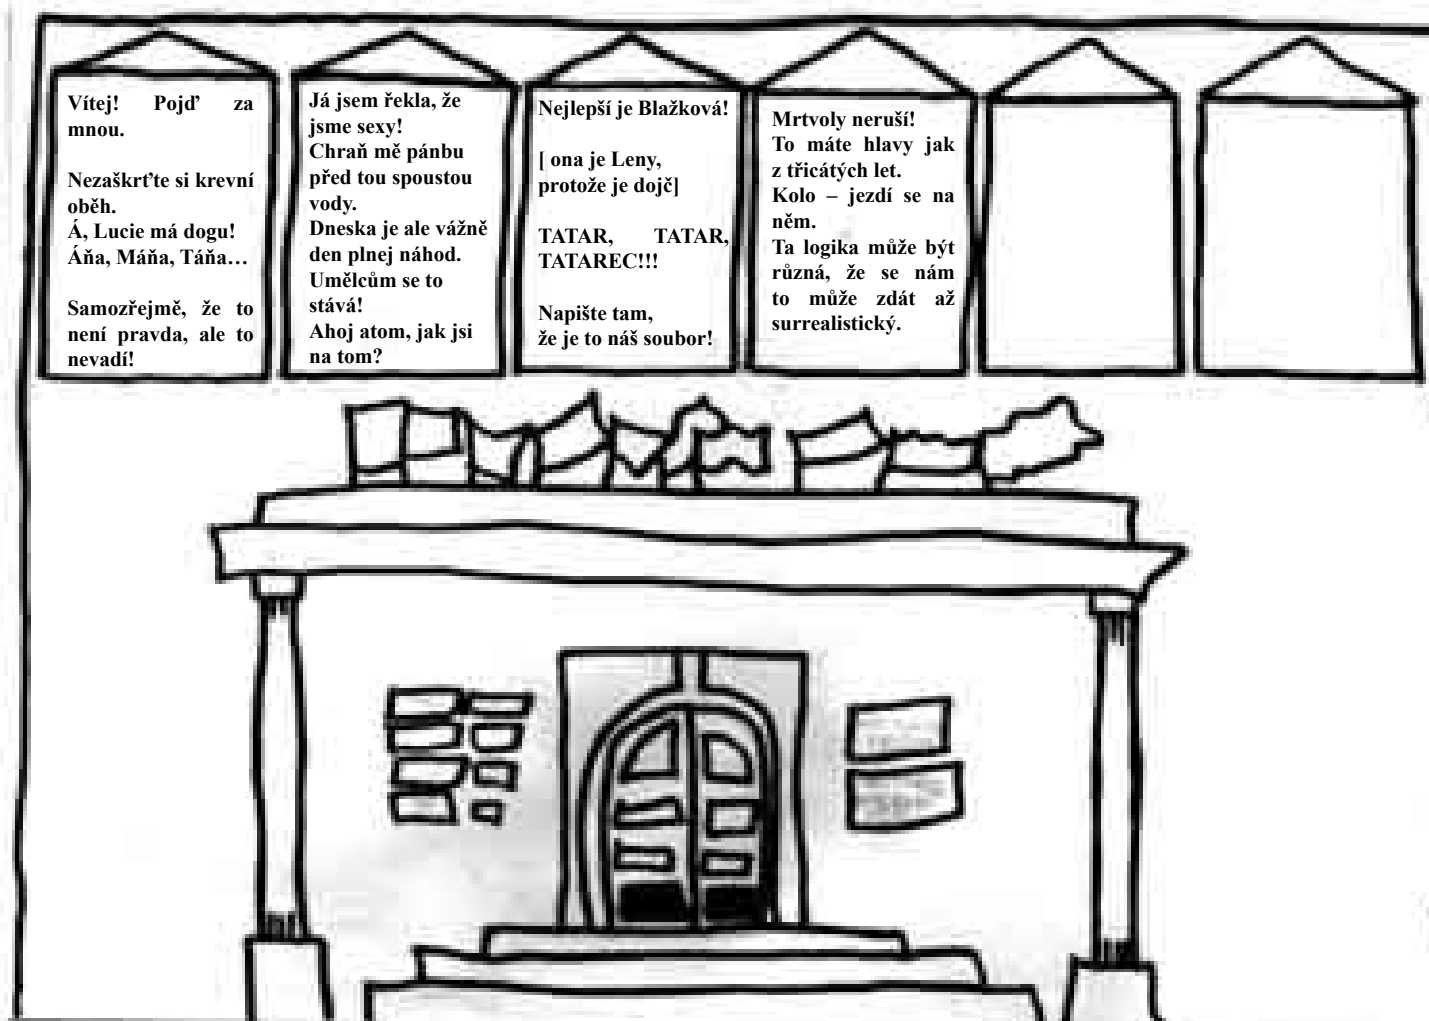 Vítej! Pojď za
mnou.
Nezaškrťte si krevní
oběh.
Á, Lucie má dogu!
Áňa, Máňa, Táňa…
Samozřejmě, že to
není pravda, ale to
nevadí!
Já jsem řekla, že
jsme sexy!
Chraň mě pánbu
před tou spoustou
vody.
Dneska je ale vážně
den plnej náhod.
Umělcům se to
stává!
Ahoj atom, jak jsi
na tom?
Nejlepší je Blažková!
[ ona je Leny,
protože je dojč]
TATAR, TATAR,
TATAREC!!!
Napište tam,
že je to náš soubor!
Mrtvoly neruší!
To máte hlavy jak
z třicátých let.
Kolo – jezdí se na
něm.
Ta logika může být
různá, že se nám
to může zdát až
surrealistický.